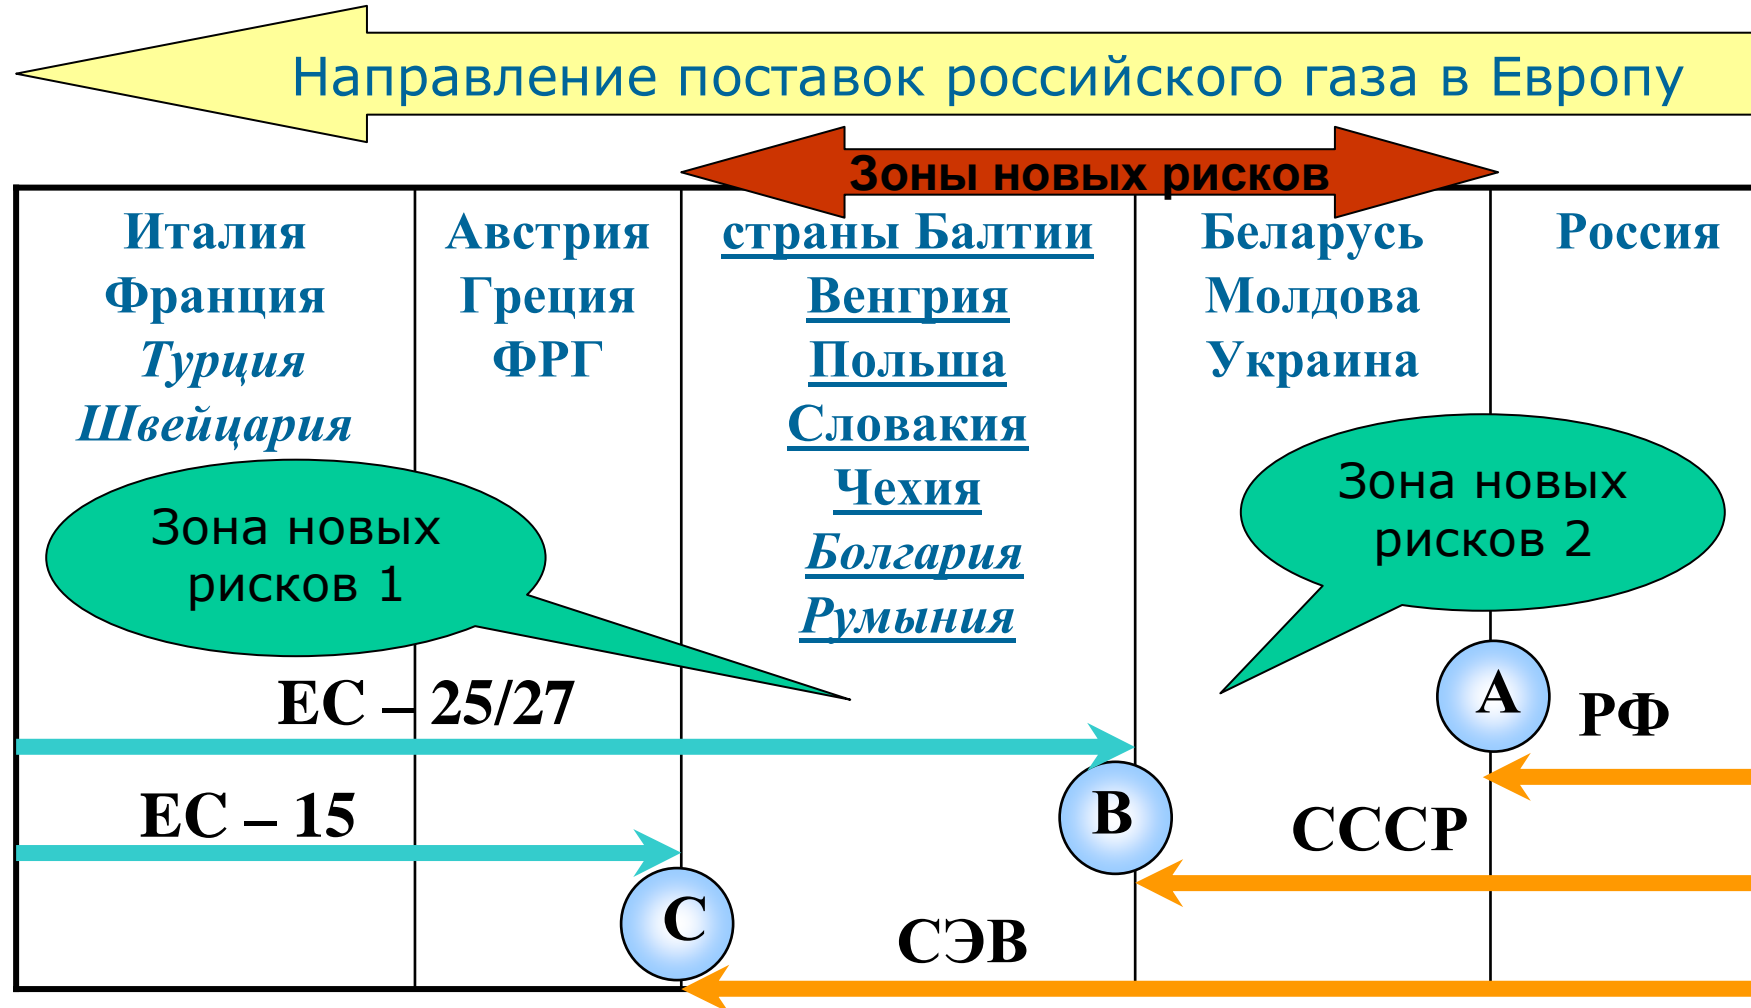 Направление поставок российского газа в Европу
Зоны новых рисков
Италия
Франция
Турция
Швейцария
Австрия
Греция
ФРГ
страны Балтии
Венгрия
Польша
Словакия
Чехия
Болгария
Румыния
Беларусь
Молдова
Украина
Россия
Зона новых
рисков 1
Зона новых
рисков 2
ЕС – 25/27
A
РФ
ЕС – 15
B
СССР
C
СЭВ